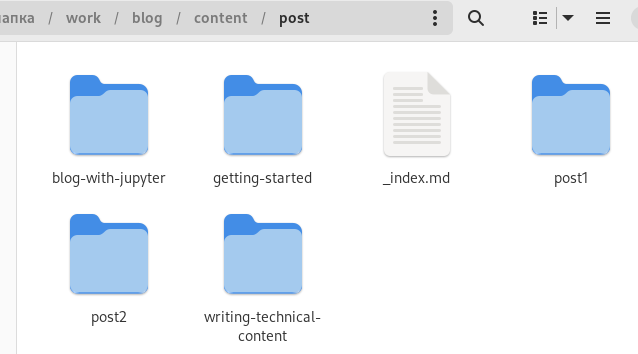 апка / work / blog / content / post
blog-with-jupyter
getting-started
_index.md
post1
post2
writing-technical-
content